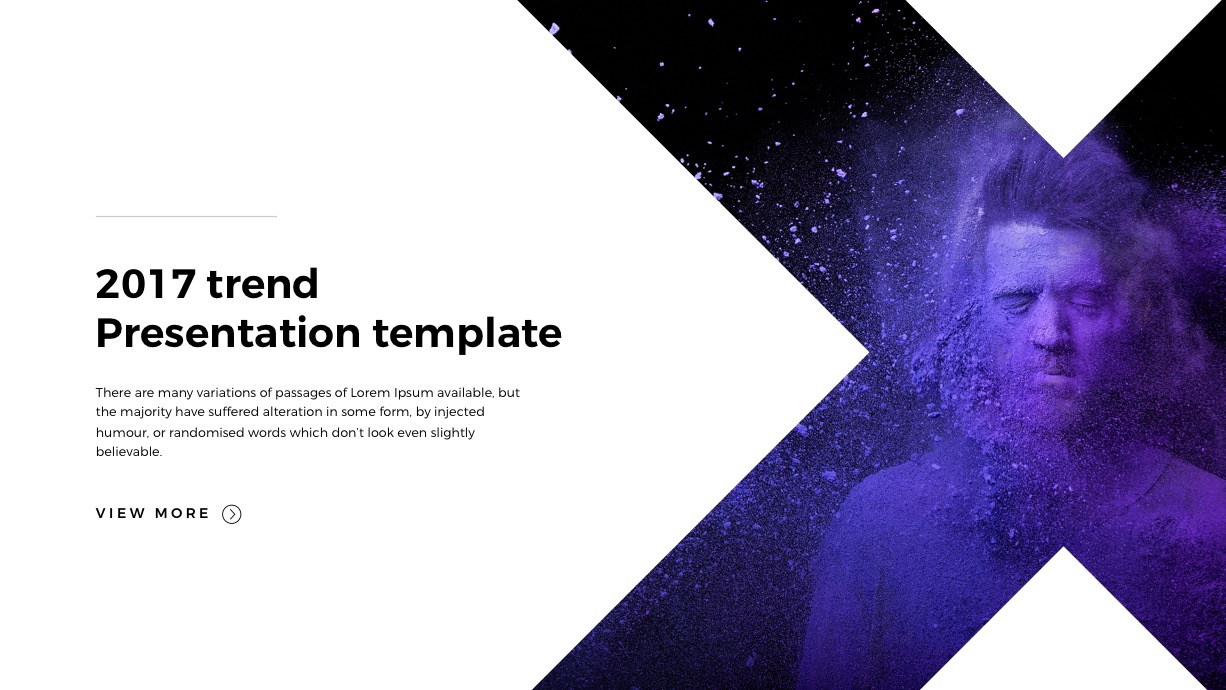 2017 trend
Presentation template
There are many variations of passages of Lorem Ipsum available, but
the majority have suffered alteration in some form, by injected
humour, or randomised words which don't look even slightly
believable.
VIEW MORE